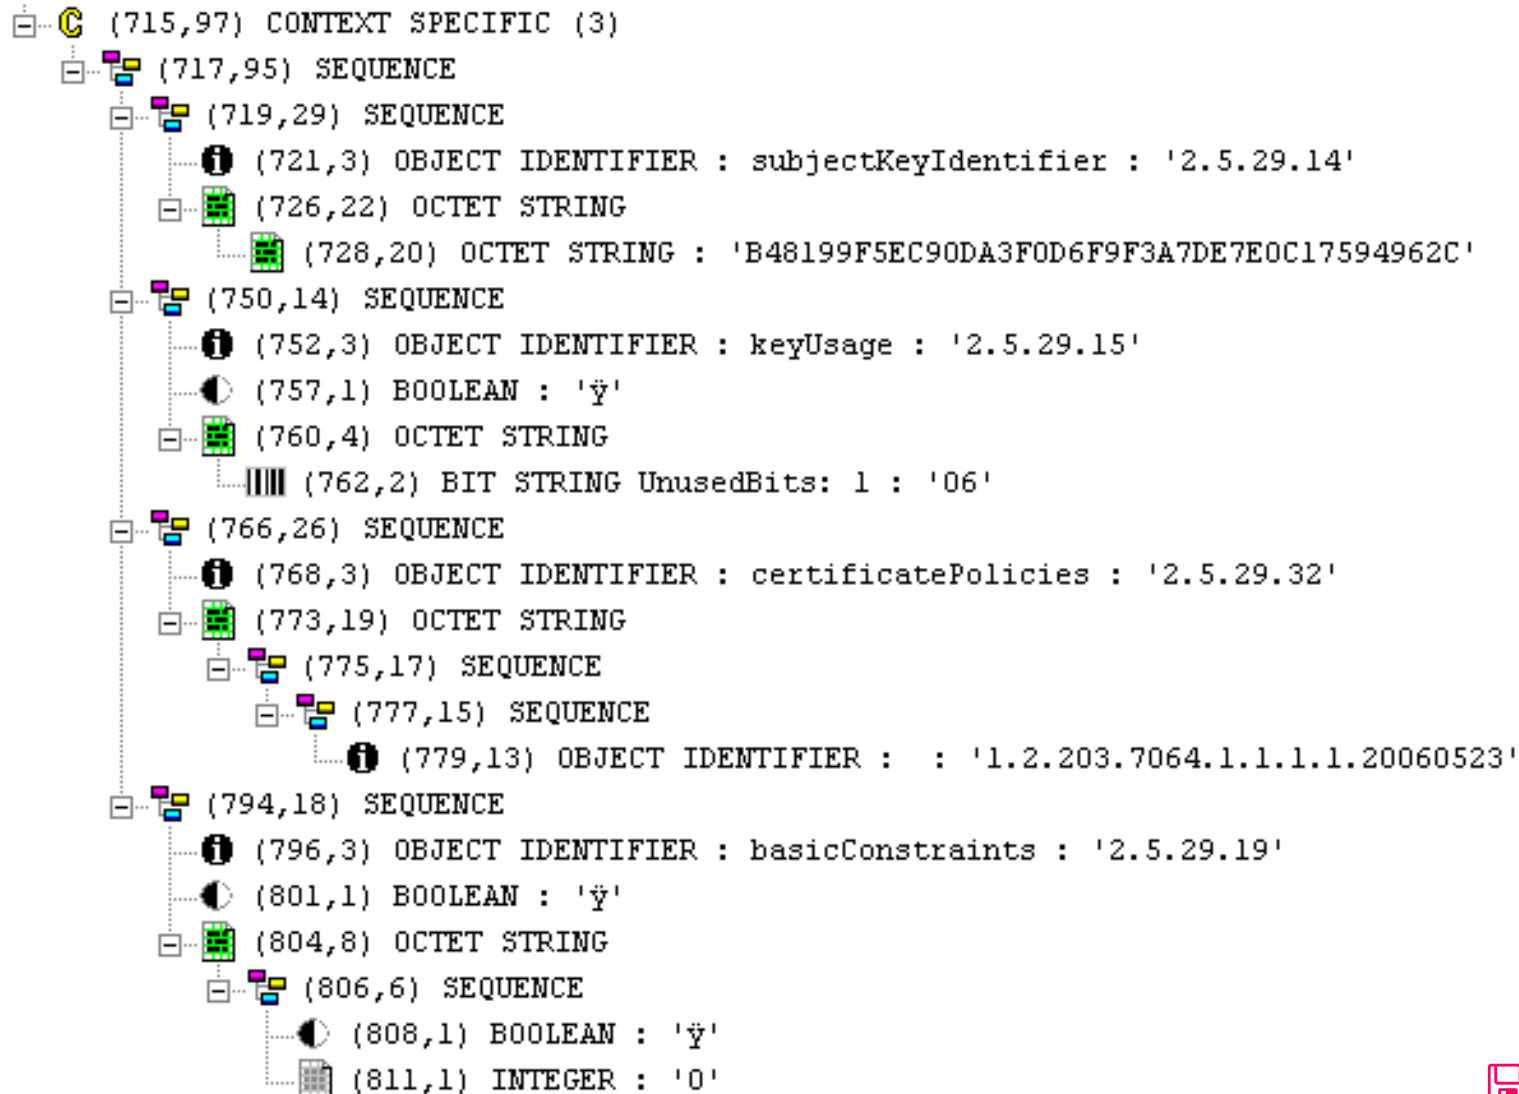 (715,97) CONTEXT SPECIFIC (3)
(717,95) SEQUENCE
(719,29) SEQUENCE
(721,3) OBJECT IDENTIFIER : subjectKeyIdentifier : '2.5.29.14'
(726,22) OCTET STRING
(728,20) OCTET STRING : 'B48199F5EC90DA3F0D6F9F3A7DE7E0C17594962C'
(750,14) SEQUENCE
(752,3) OBJECT IDENTIFIER : keyUsage : '2.5.29.15'
(757,1) BOOLEAN : 'ÿ'
(760,4) OCTET STRING
(762,2) BIT STRING UnusedBits: 1 : '06'
(766,26) SEQUENCE
(768,3) OBJECT IDENTIFIER : certificatePolicies : '2.5.29.32'
(773,19) OCTET STRING
(775,17) SEQUENCE
(777,15) SEQUENCE
(779,13) OBJECT IDENTIFIER :  : '1.2.203.7064.1.1.1.1.20060523'
(794,18) SEQUENCE
(796,3) OBJECT IDENTIFIER : basicConstraints : '2.5.29.19'
(801,1) BOOLEAN : 'ÿ'
(804,8) OCTET STRING
(806,6) SEQUENCE
(808,1) BOOLEAN : 'ÿ'
(811,1) INTEGER : '0'